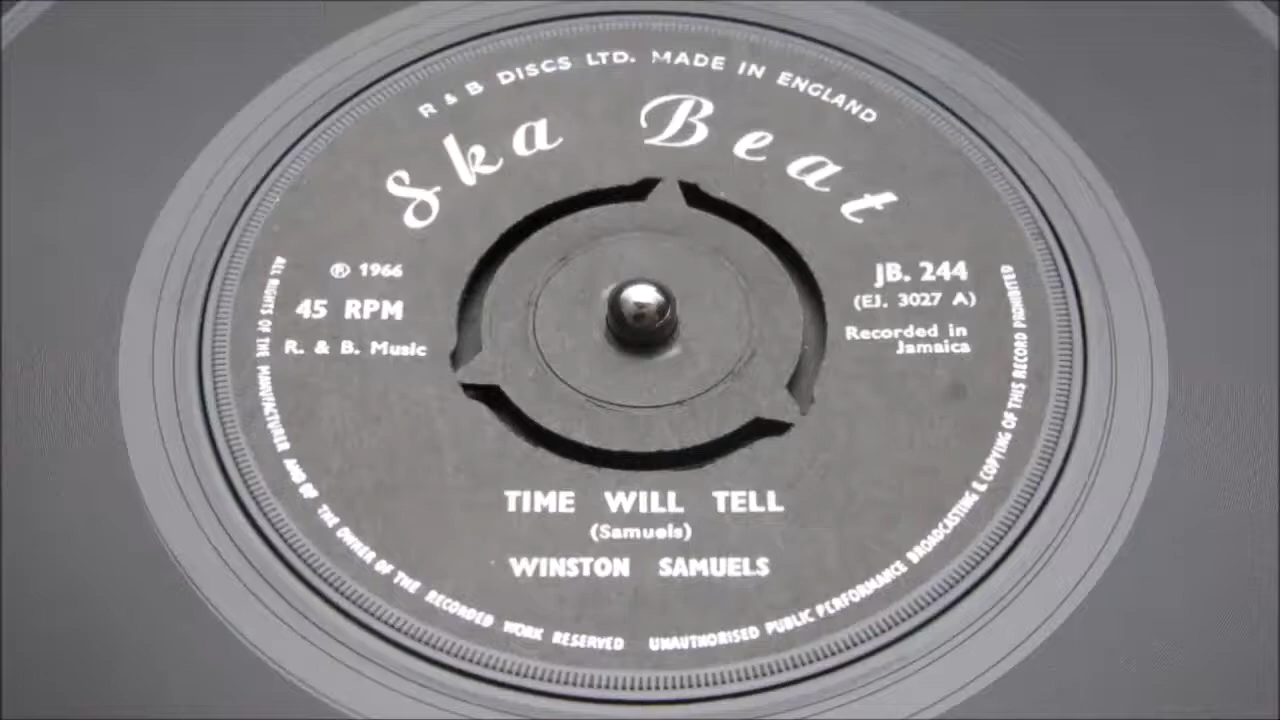 R & B DISCS LTD. MADE IN ENGLAND
Ska Beat
℗ 1966
45 RPM
R. & B. Music
JB. 244
(EJ. 3027 A)
Recorded in
Jamaica
TIME WILL TELL
(Samuels)
WINSTON SAMUELS
ALL RIGHTS OF THE MANUFACTURER AND OF THE OWNER OF THE RECORDED WORK RESERVED UNAUTHORISED PUBLIC PERFORMANCE BROADCASTING & COPYING OF THIS RECORD PROHIBITED